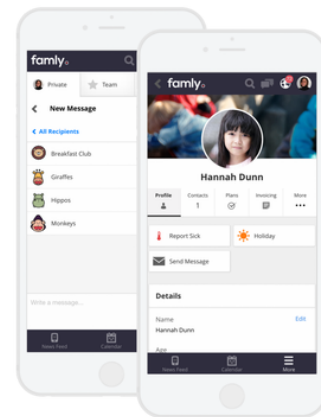 famly
Private
Team
New Message
All Recipients
Breakfast Club
Giraffes
Hippos
Monkeys
Write a message...
News Feed
Calendar
famly
Hannah Dunn
Profile
Contacts
1
Plans
Invoicing
More
Report Sick
Holiday
Send Message
Details
Name
Edit
Hannah Dunn
Age
News Feed
Calendar
More